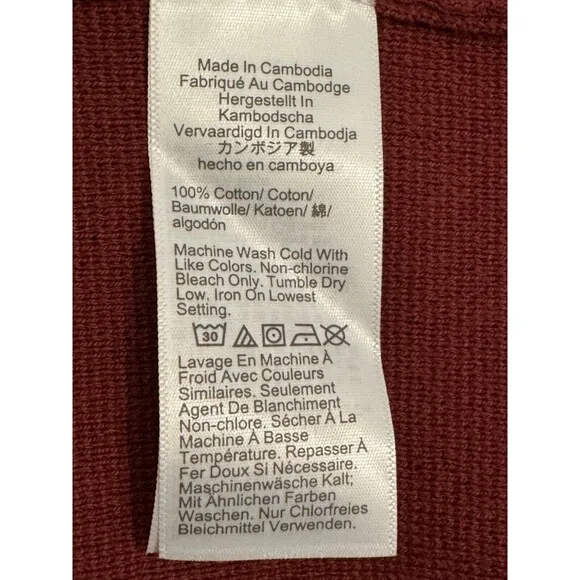 Made In Cambodia
Fabriqué Au Cambodge
Hergestellt In
Kambodscha
Vervaardigd In Cambodja
カンボジア製
hecho en camboya
100% Cotton/ Coton/
Baumwolle/ Katoen/ 綿/
algodón
Machine Wash Cold With
Like Colors. Non-chlorine
Bleach Only. Tumble Dry
Low. Iron On Lowest
Setting.
30
Lavage En Machine À
Froid Avec Couleurs
Similaires. Seulement
Agent De Blanchiment
Non-chlore. Sécher À La
Machine À Basse
Température. Repasser À
Fer Doux Si Nécessaire.
Maschinenwäsche Kalt;
Mit Ähnlichen Farben
Waschen. Nur Chlorfreies
Bleichmittel Verwenden.